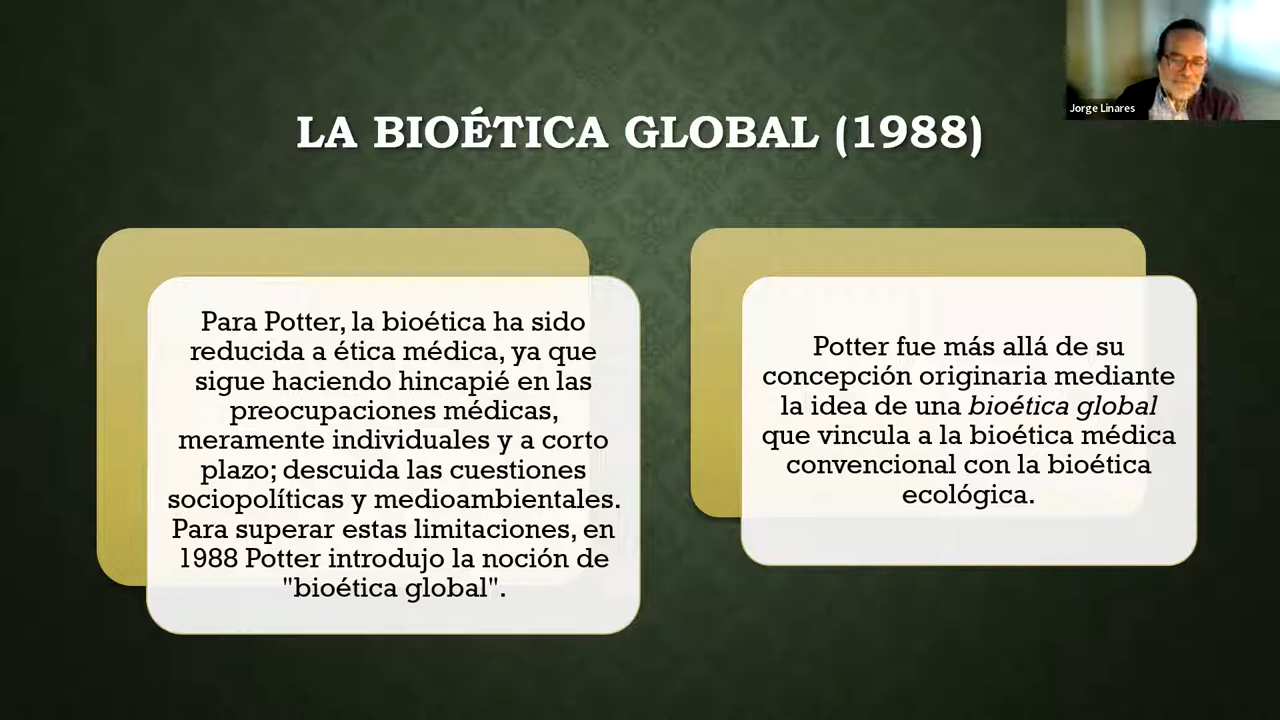 Jorge Linares
LA BIOÉTICA GLOBAL (1988)
Para Potter, la bioética ha sido
reducida a ética médica, ya que
sigue haciendo hincapié en las
preocupaciones médicas,
meramente individuales y a corto
plazo; descuida las cuestiones
sociopolíticas y medioambientales.
Para superar estas limitaciones, en
1988 Potter introdujo la noción de
"bioética global".
Potter fue más allá de su
concepción originaria mediante
la idea de una bioética global
que vincula a la bioética médica
convencional con la bioética
ecológica.